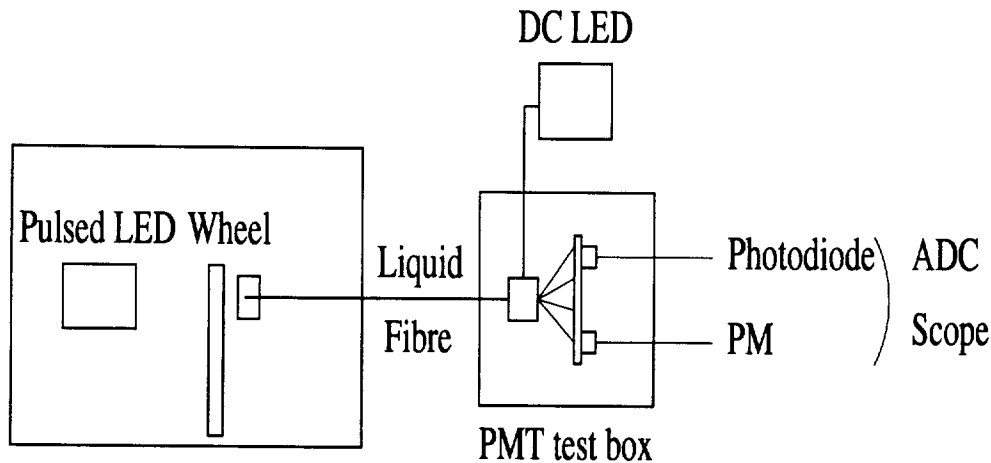 DC LED
Pulsed LED Wheel
Liquid
Fibre
Photodiode
ADC
PM
Scope
PMT test box